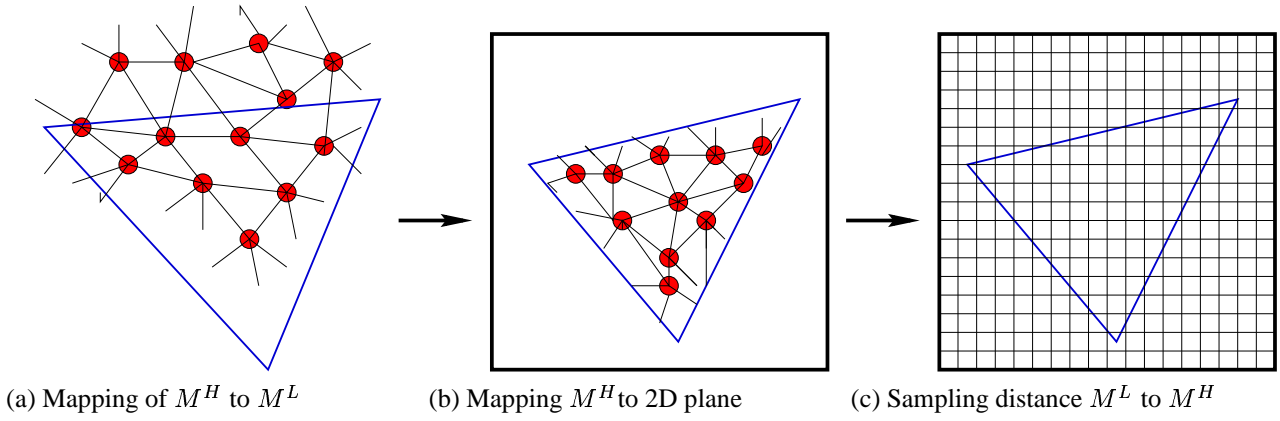 (a) Mapping of M^H to M^L
(b) Mapping M^H to 2D plane
(c) Sampling distance M^L to M^H